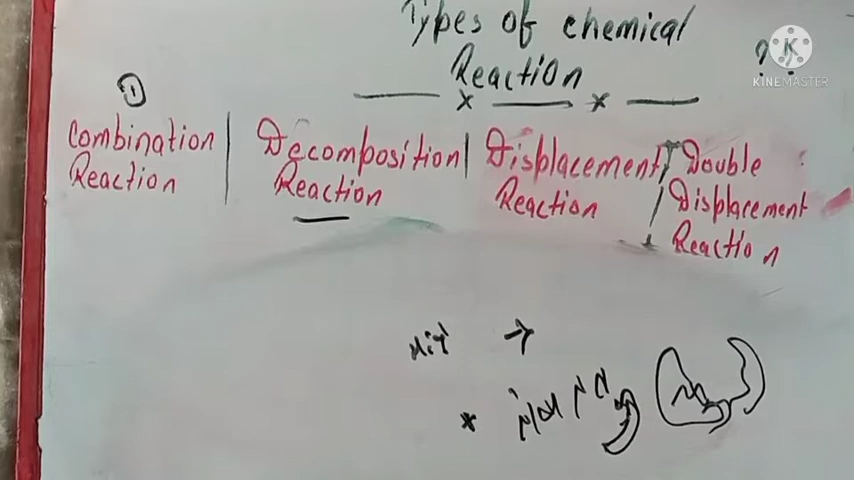 Types of chemical
Reaction
?
K
KINEMASTER
①
Combination
Reaction
Decomposition
Reaction
Displacement
Reaction
Double
Displacement
Reaction